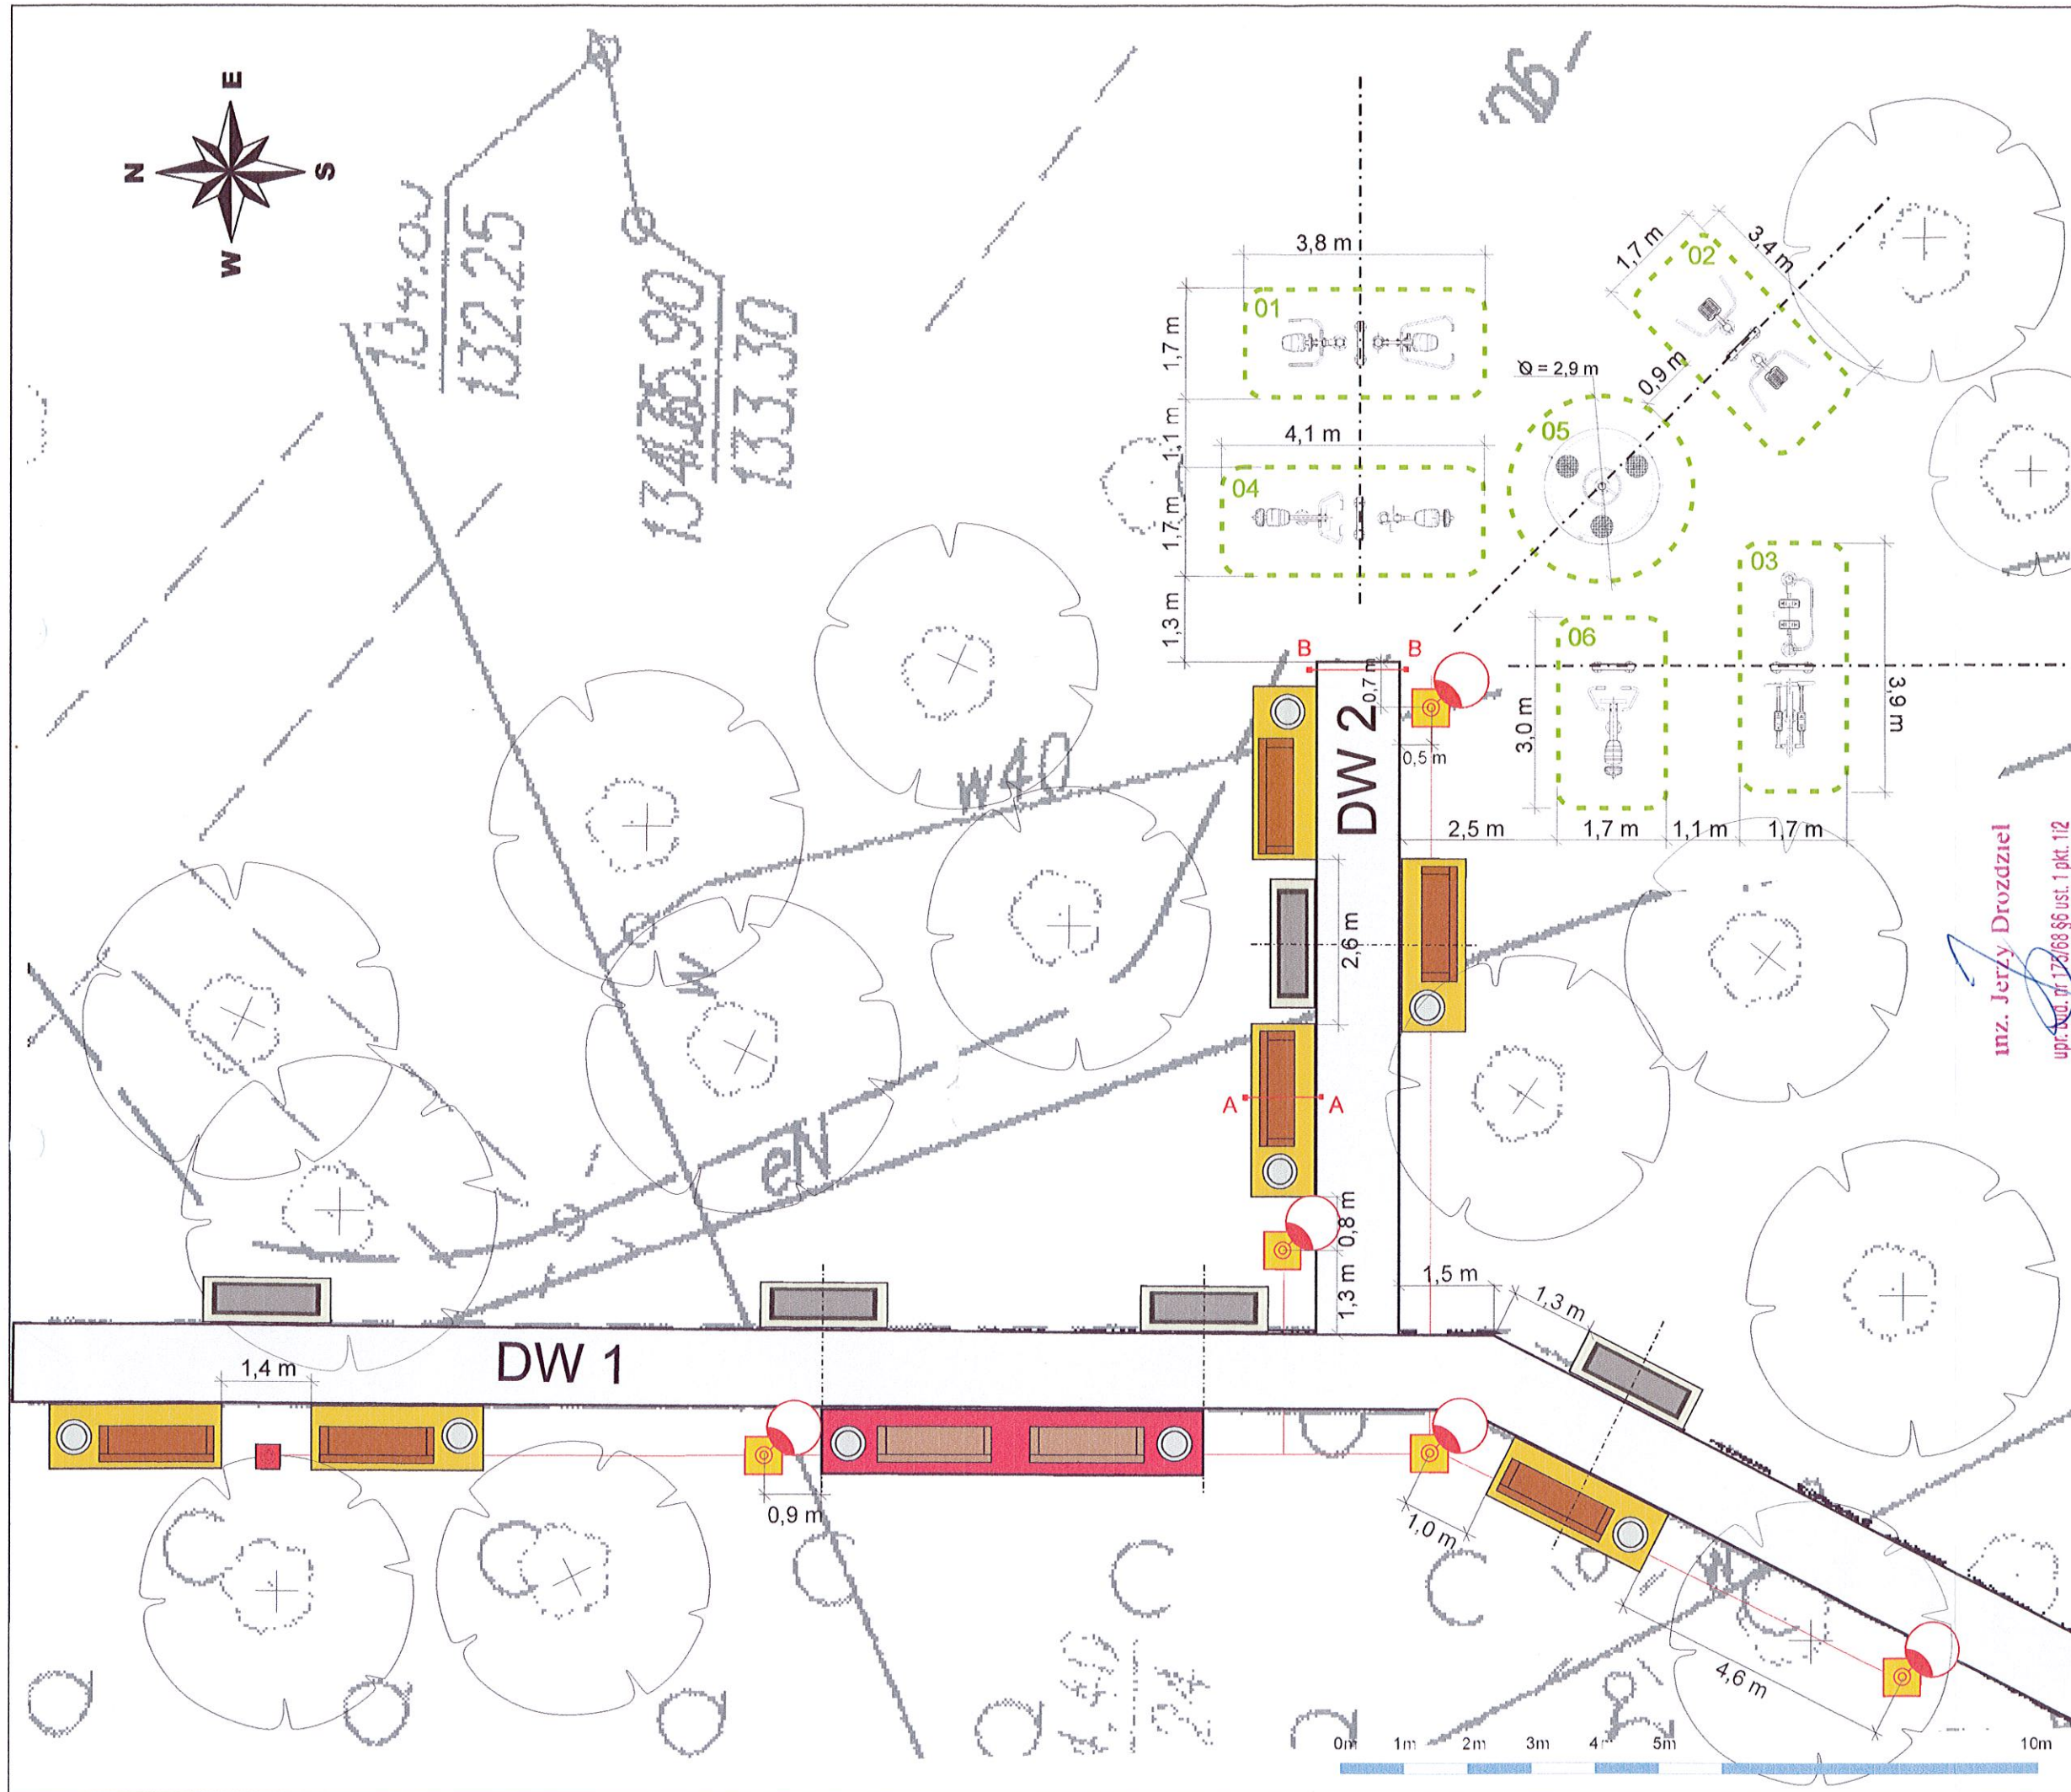 E
N
S
W
132.25
133.30
26
3,8 m
01
1,7 m
1,1 m
4,1 m
04
1,7 m
1,3 m
1,7 m
3,4 m
02
0,9 m
Ø = 2,9 m
05
03
06
3,0 m
3,9 m
B
B
0,7 m
DW 2
0,5 m
2,5 m
1,7 m
1,1 m
1,7 m
w40
w
2,6 m
A
A
eN
0,8 m
1,3 m
1,5 m
1,3 m
inż. Jerzy Drozdziel
DW 1
1,4 m
0,9 m
1,0 m
4,6 m
0m
1m
2m
3m
4m
5m
10m